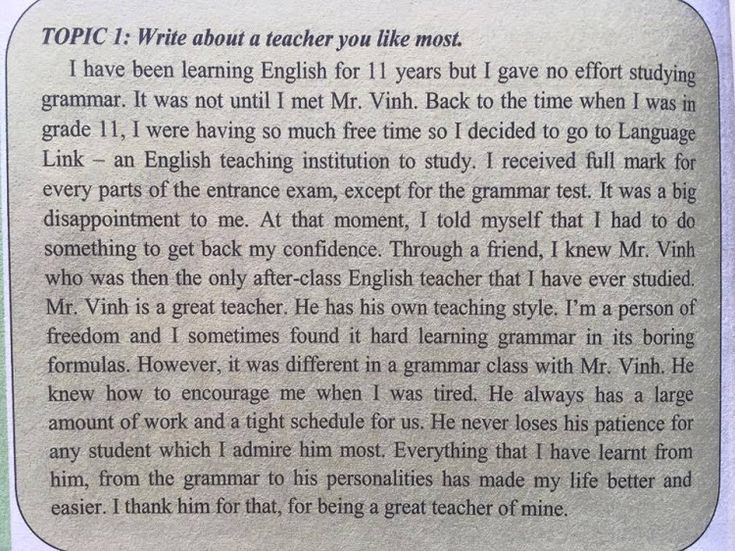 TOPIC 1: Write about a teacher you like most.
I have been learning English for 11 years but I gave no effort studying
grammar. It was not until I met Mr. Vinh. Back to the time when I was in
grade 11, I were having so much free time so I decided to go to Language
Link – an English teaching institution to study. I received full mark for
every parts of the entrance exam, except for the grammar test. It was a big
disappointment to me. At that moment, I told myself that I had to do
something to get back my confidence. Through a friend, I knew Mr. Vinh
who was then the only after-class English teacher that I have ever studied.
Mr. Vinh is a great teacher. He has his own teaching style. I'm a person of
freedom and I sometimes found it hard learning grammar in its boring
formulas. However, it was different in a grammar class with Mr. Vinh. He
knew how to encourage me when I was tired. He always has a large
amount of work and a tight schedule for us. He never loses his patience for
any student which I admire him most. Everything that I have learnt from
him, from the grammar to his personalities has made my life better and
easier. I thank him for that, for being a great teacher of mine.